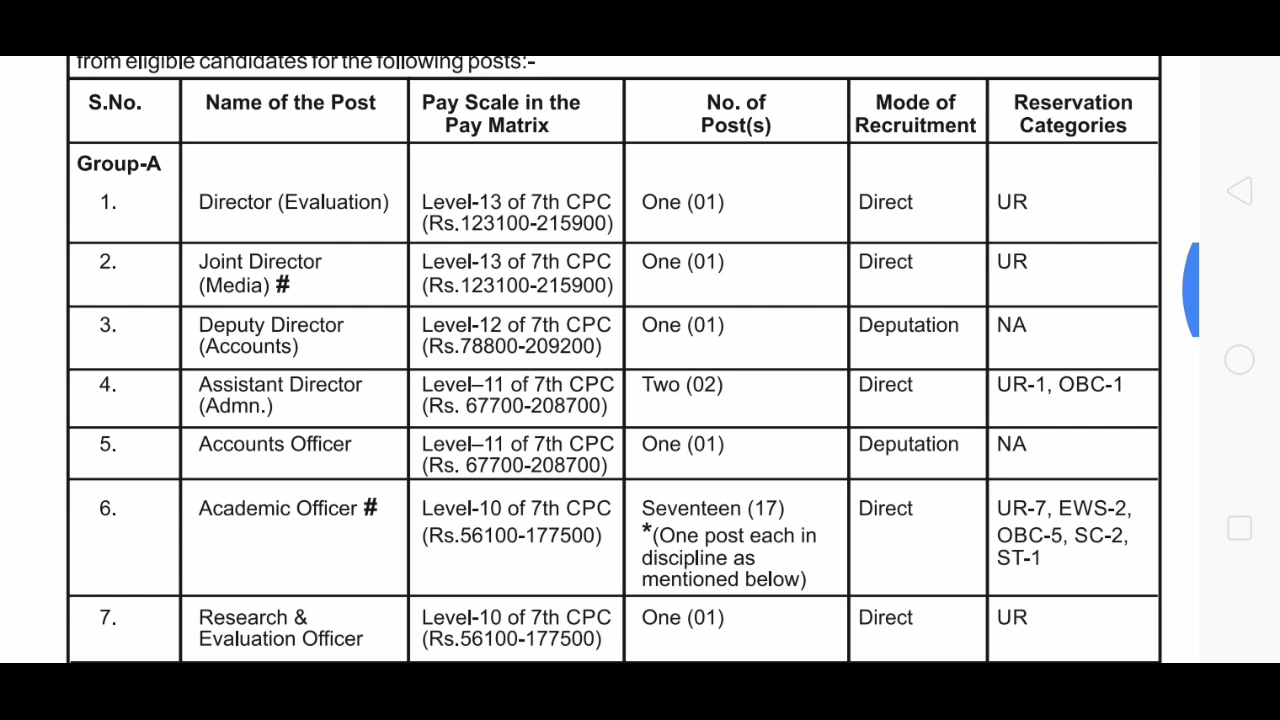 from eligible candidates for the following posts:-
S.No. Name of the Post Pay Scale in the Pay Matrix No. of Post(s) Mode of Recruitment Reservation Categories
Group-A
1. Director (Evaluation) Level-13 of 7th CPC (Rs.123100-215900) One (01) Direct UR
2. Joint Director (Media) # Level-13 of 7th CPC (Rs.123100-215900) One (01) Direct UR
3. Deputy Director (Accounts) Level-12 of 7th CPC (Rs.78800-209200) One (01) Deputation NA
4. Assistant Director (Admn.) Level–11 of 7th CPC (Rs. 67700-208700) Two (02) Direct UR-1, OBC-1
5. Accounts Officer Level–11 of 7th CPC (Rs. 67700-208700) One (01) Deputation NA
6. Academic Officer # Level-10 of 7th CPC (Rs.56100-177500) Seventeen (17) *(One post each in discipline as mentioned below) Direct UR-7, EWS-2, OBC-5, SC-2, ST-1
7. Research & Evaluation Officer Level-10 of 7th CPC (Rs.56100-177500) One (01) Direct UR